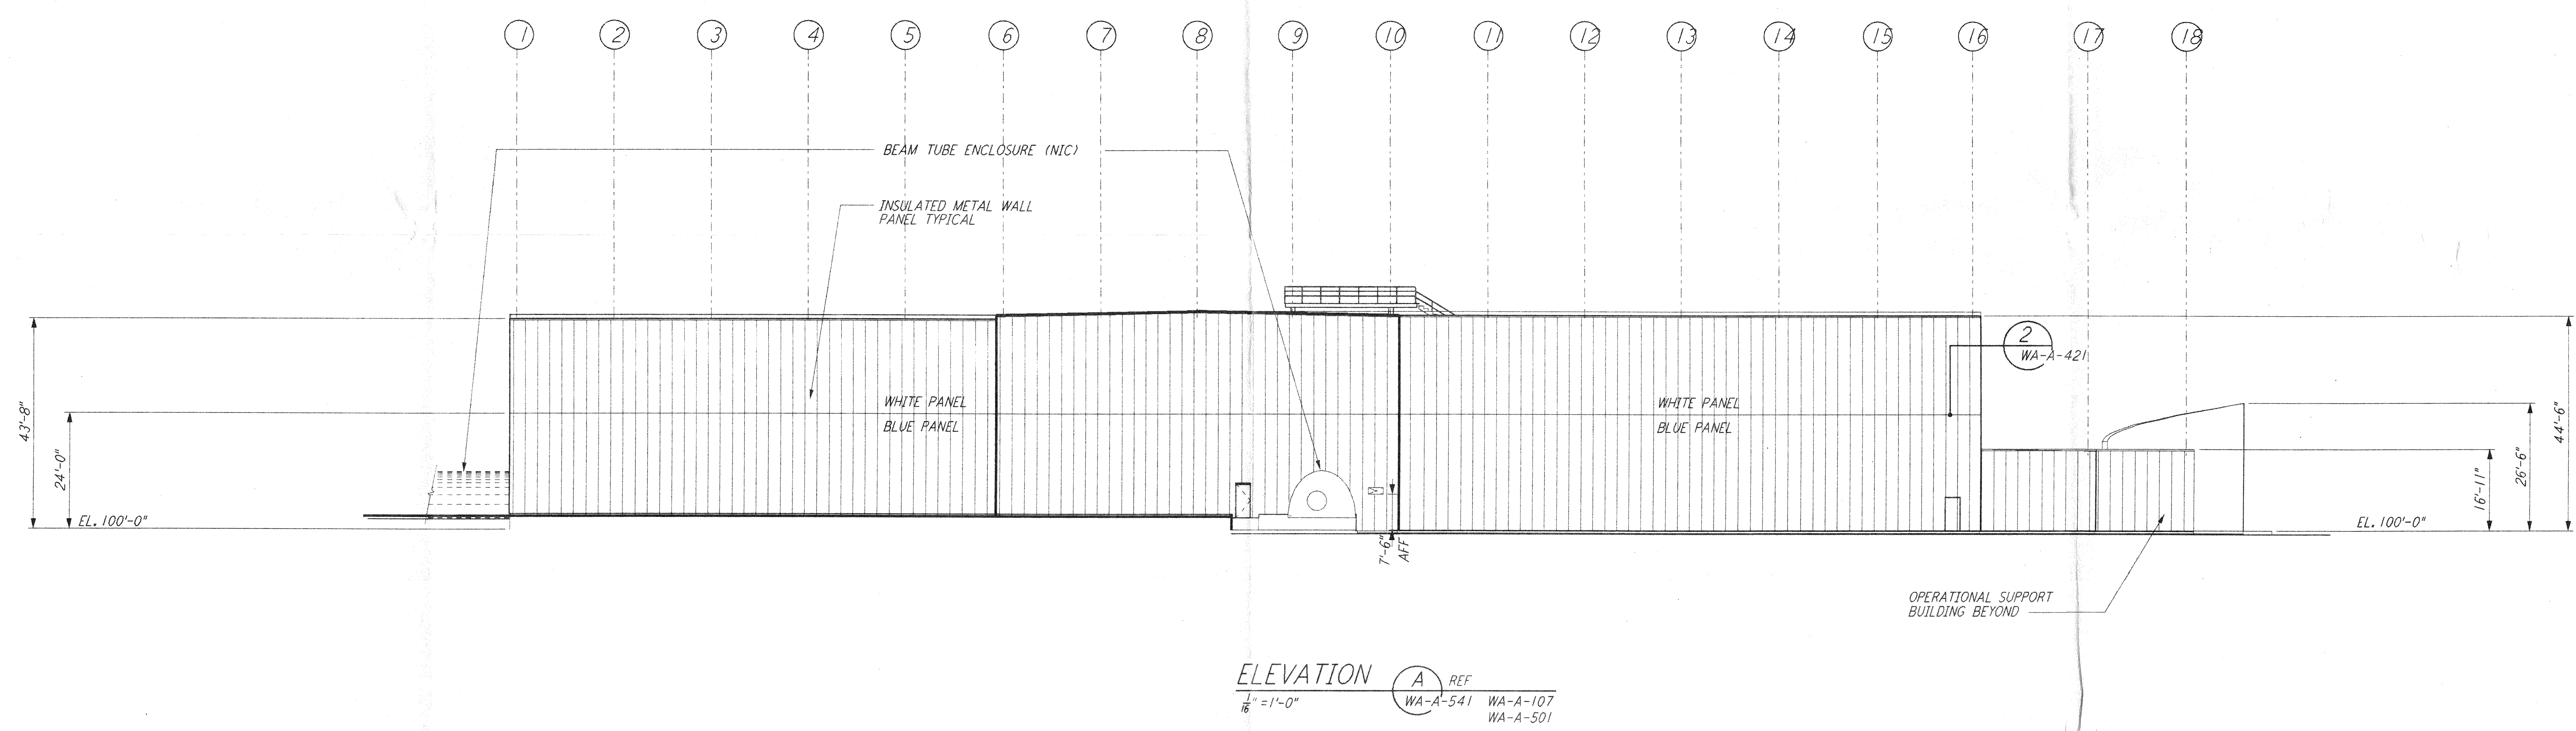 1 2 3 4 5 6 7 8 9 10 11 12 13 14 15 16 17 18
BEAM TUBE ENCLOSURE (NIC)
INSULATED METAL WALL
PANEL TYPICAL
2
WA-A-421
WHITE PANEL
BLUE PANEL
WHITE PANEL
BLUE PANEL
43'-8"
24'-0"
EL. 100'-0"
7'-6"
AFF
44'-6"
26'-6"
16'-11"
EL. 100'-0"
OPERATIONAL SUPPORT
BUILDING BEYOND
ELEVATION A REF
1/16" =1'-0" WA-A-541 WA-A-107
WA-A-501